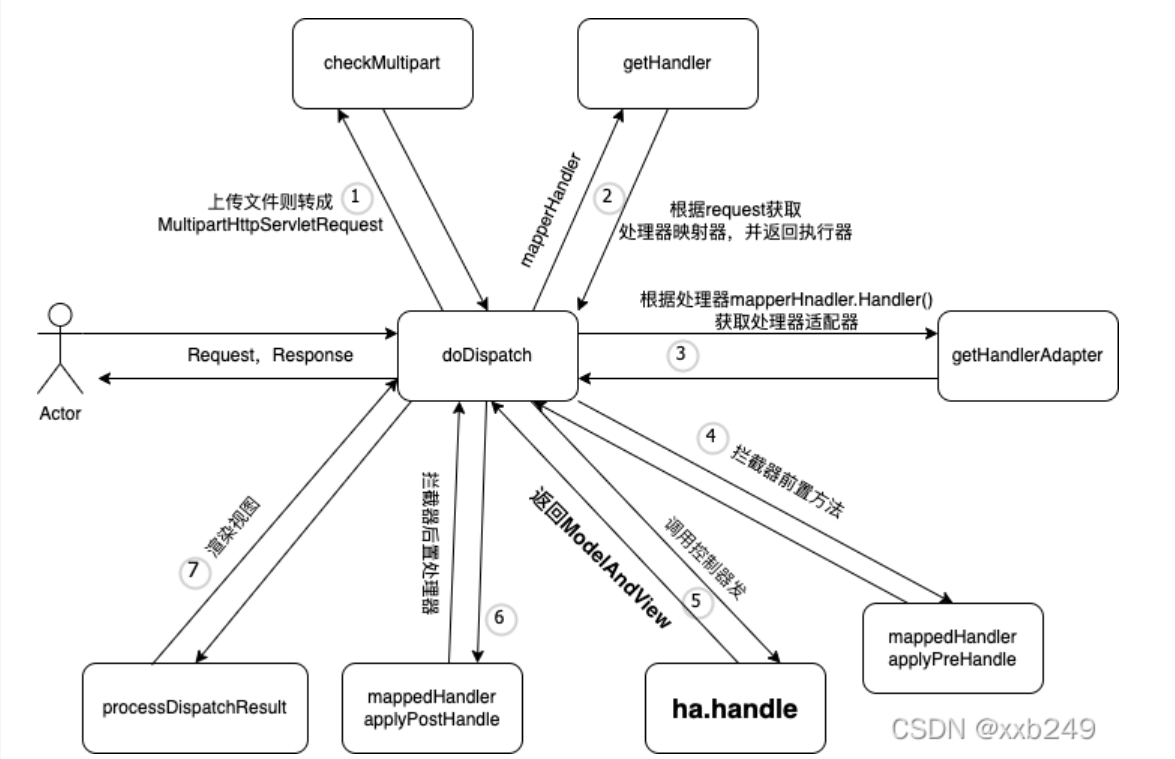 checkMultipart
getHandler
上传文件则转成
MultipartHttpServletRequest
1
mapperHandler
2
根据request获取
处理器映射器，并返回执行器
根据处理器mapperHnadler.Handler()
获取处理器适配器
Request，Response
doDispatch
3
getHandlerAdapter
Actor
4
拦截器前置方法
拦截器后置处理器
返回ModelAndView
调用控制器发
渲染视图
7
5
6
mappedHandler
applyPreHandle
processDispatchResult
mappedHandler
applyPostHandle
ha.handle
CSDN @xxb249